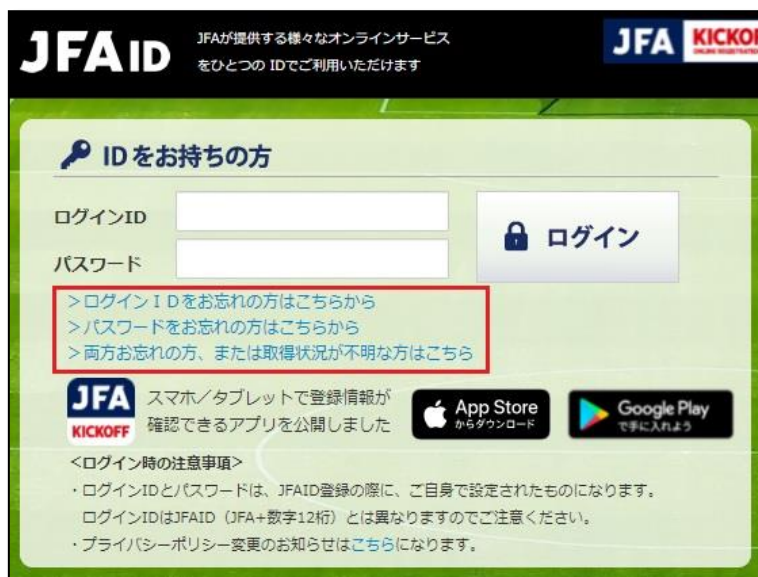 JFA ID
JFAが提供する様々なオンラインサービス
をひとつの IDでご利用いただけます
JFA
ID をお持ちの方
ログインID
パスワード
ログイン
>ログインＩＤをお忘れの方はこちらから
>パスワードをお忘れの方はこちらから
>両方お忘れの方、または取得状況が不明な方はこちら
JFA
KICKOFF
スマホ／タブレットで登録情報が
確認できるアプリを公開しました
App Store
からダウンロード
Google Play
で手に入れよう
<ログイン時の注意事項>
・ログインIDとパスワードは、JFAID登録の際に、ご自身で設定されたものになります。
ログインIDはJFAID（JFA+数字12桁）とは異なりますのでご注意ください。
・プライバシーポリシー変更のお知らせはこちらになります。